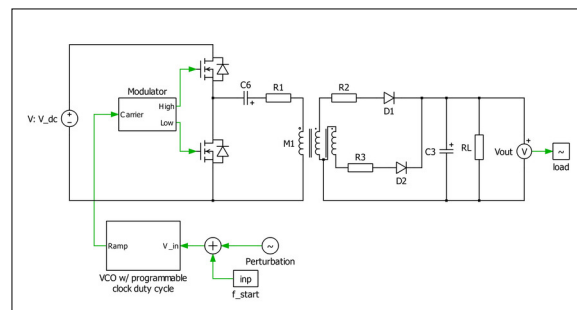 V: V_dc
Modulator
Carrier
High
Low
C6
R1
M1
R2
D1
R3
D2
C3
RL
Vout
V
~
load
Ramp
V_in
VCO w/ programmable
clock duty cycle
~
Perturbation
inp
f_start